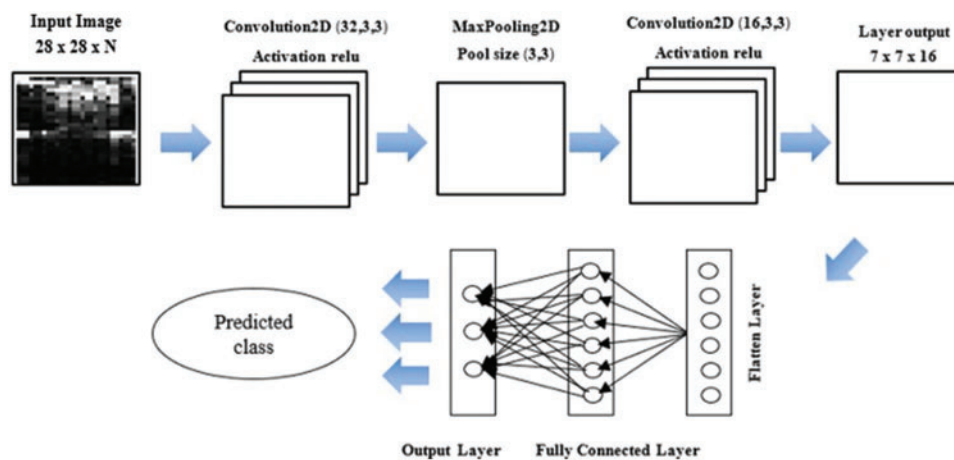 Input Image
28 x 28 x N
Convolution2D (32,3,3)
Activation relu
MaxPooling2D
Pool size (3,3)
Convolution2D (16,3,3)
Activation relu
Layer output
7 x 7 x 16
Predicted
class
Flatten Layer
Output Layer
Fully Connected Layer